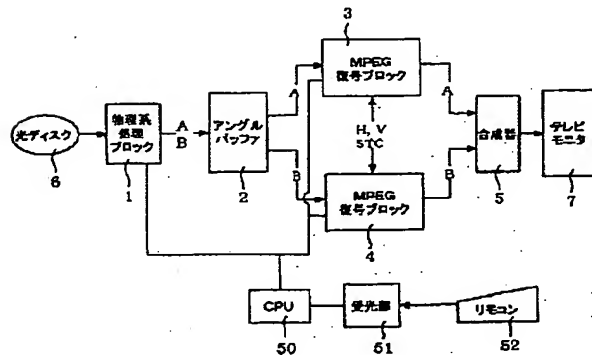 3
MPEG
復号ブロック
光ディスク
6
物理系
処理
ブロック
1
A
B
アングル
バッファ
2
A
B
H, V
STC
MPEG
復号ブロック
4
A
B
合成器
5
テレビ
モニタ
7
CPU
50
受光部
51
リモコン
52